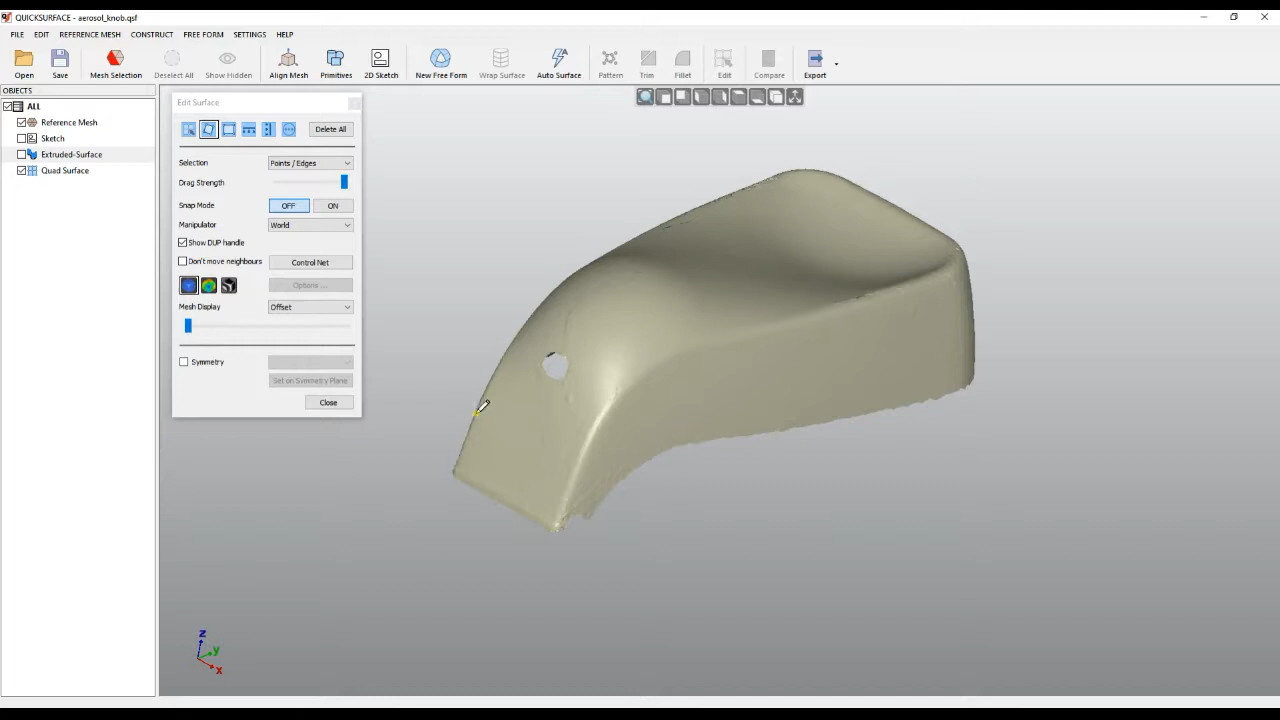 QUICKSURFACE - aerosol_knob.qsf
FILE EDIT REFERENCE MESH CONSTRUCT FREE FORM SETTINGS HELP
Open Save Mesh Selection Deselect All Show Hidden Align Mesh Primitives 2D Sketch New Free Form Wrap Surface Auto Surface Pattern Trim Fillet Edit Compare Export
OBJECTS
ALL
Reference Mesh
Sketch
Extruded-Surface
Quad Surface
Edit Surface
Delete All
Selection Points / Edges
Drag Strength
Snap Mode OFF ON
Manipulator World
Show DUP handle
Don't move neighbours Control Net
Options ...
Mesh Display Offset
Symmetry
Set on Symmetry Plane
Close
z
y
x